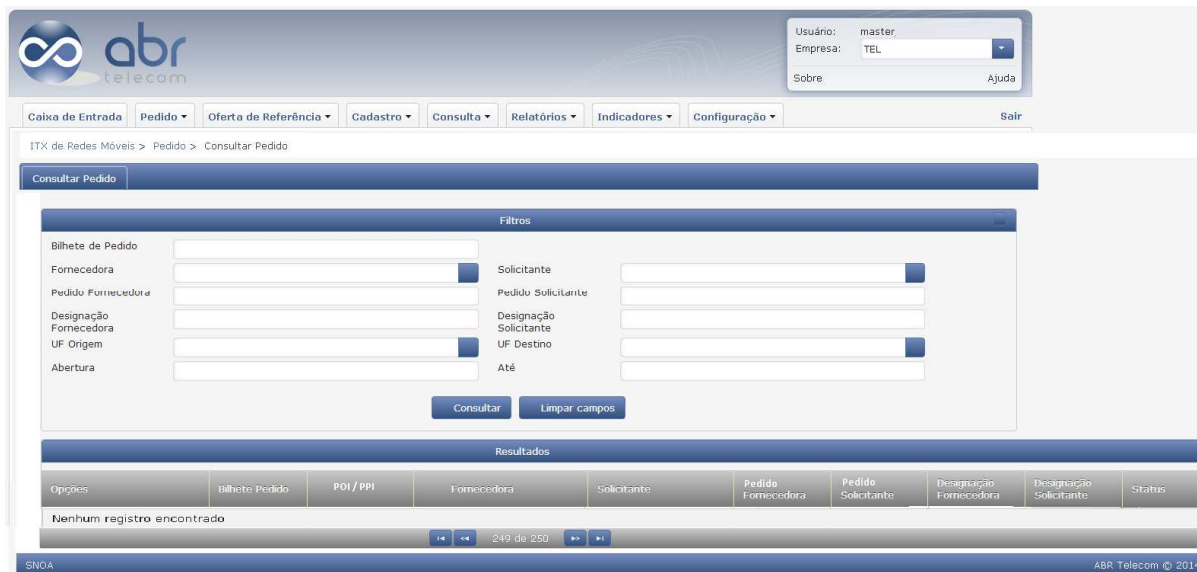 abr
telecom
Usuário: master
Empresa: TEL
Sobre Ajuda
Caixa de Entrada Pedido Oferta de Referência Cadastro Consulta Relatórios Indicadores Configuração Sair
ITX de Redes Móveis > Pedido > Consultar Pedido
Consultar Pedido
Filtros
Bilhete de Pedido
Fornecedora Solicitante
Pedido Fornecedora Pedido Solicitante
Designação Fornecedora Designação Solicitante
UF Origem UF Destino
Abertura Até
Consultar Limpar campos
Resultados
Opções Bilhete Pedido POI / PPI Fornecedora Solicitante Pedido Fornecedora Pedido Solicitante Designação Fornecedora Designação Solicitante Status
Nenhum registro encontrado
249 de 250
SNOA ABR Telecom © 2014